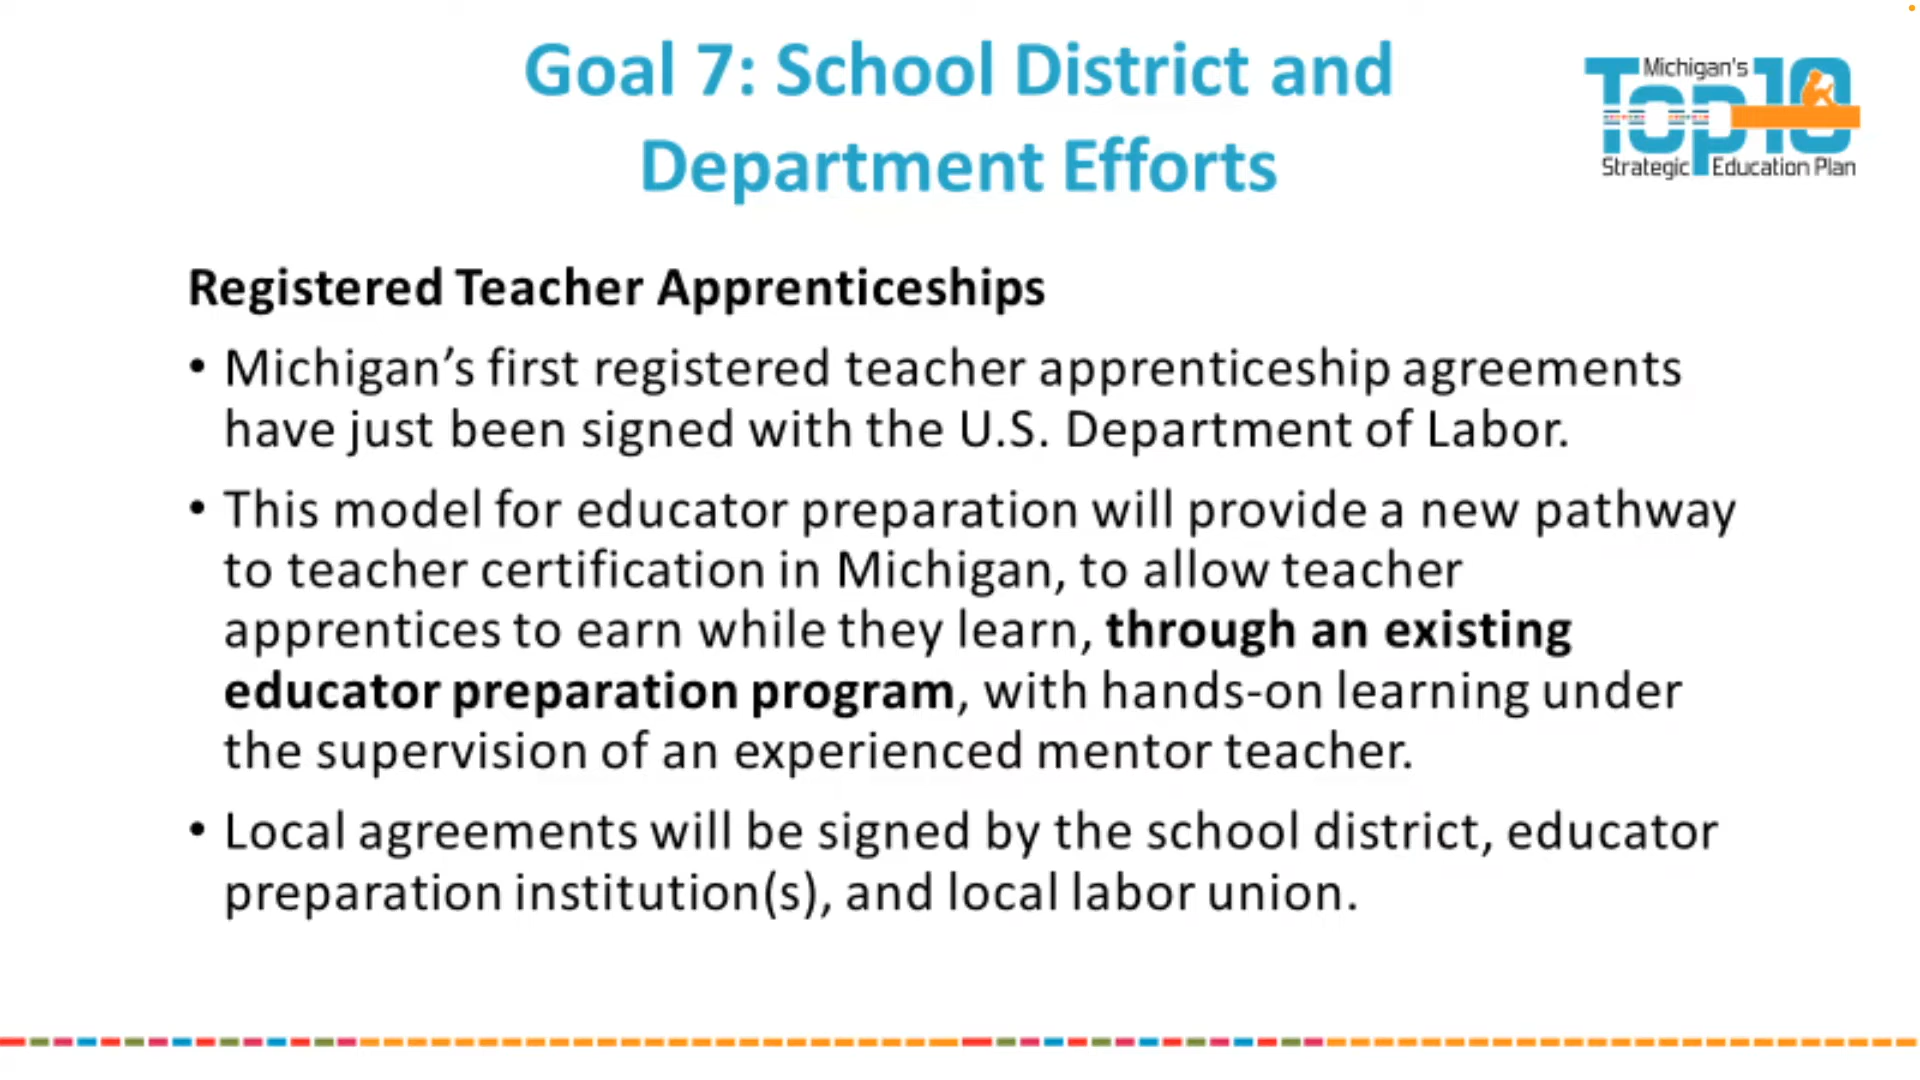 Goal 7: School District and
Department Efforts
Michigan's
Top10
Strategic Education Plan
Registered Teacher Apprenticeships
• Michigan’s first registered teacher apprenticeship agreements
have just been signed with the U.S. Department of Labor.
• This model for educator preparation will provide a new pathway
to teacher certification in Michigan, to allow teacher
apprentices to earn while they learn, through an existing
educator preparation program, with hands-on learning under
the supervision of an experienced mentor teacher.
• Local agreements will be signed by the school district, educator
preparation institution(s), and local labor union.